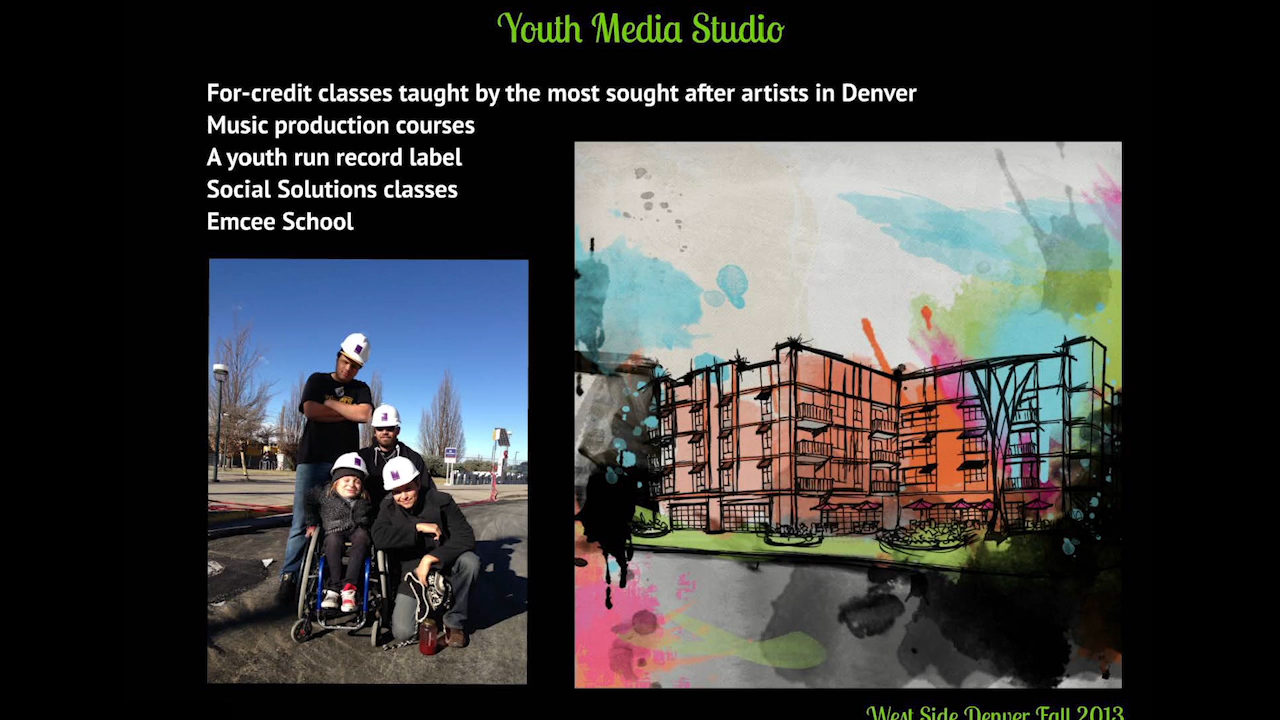 Youth Media Studio
For-credit classes taught by the most sought after artists in Denver
Music production courses
A youth run record label
Social Solutions classes
Emcee School
West Side Denver Fall 2013